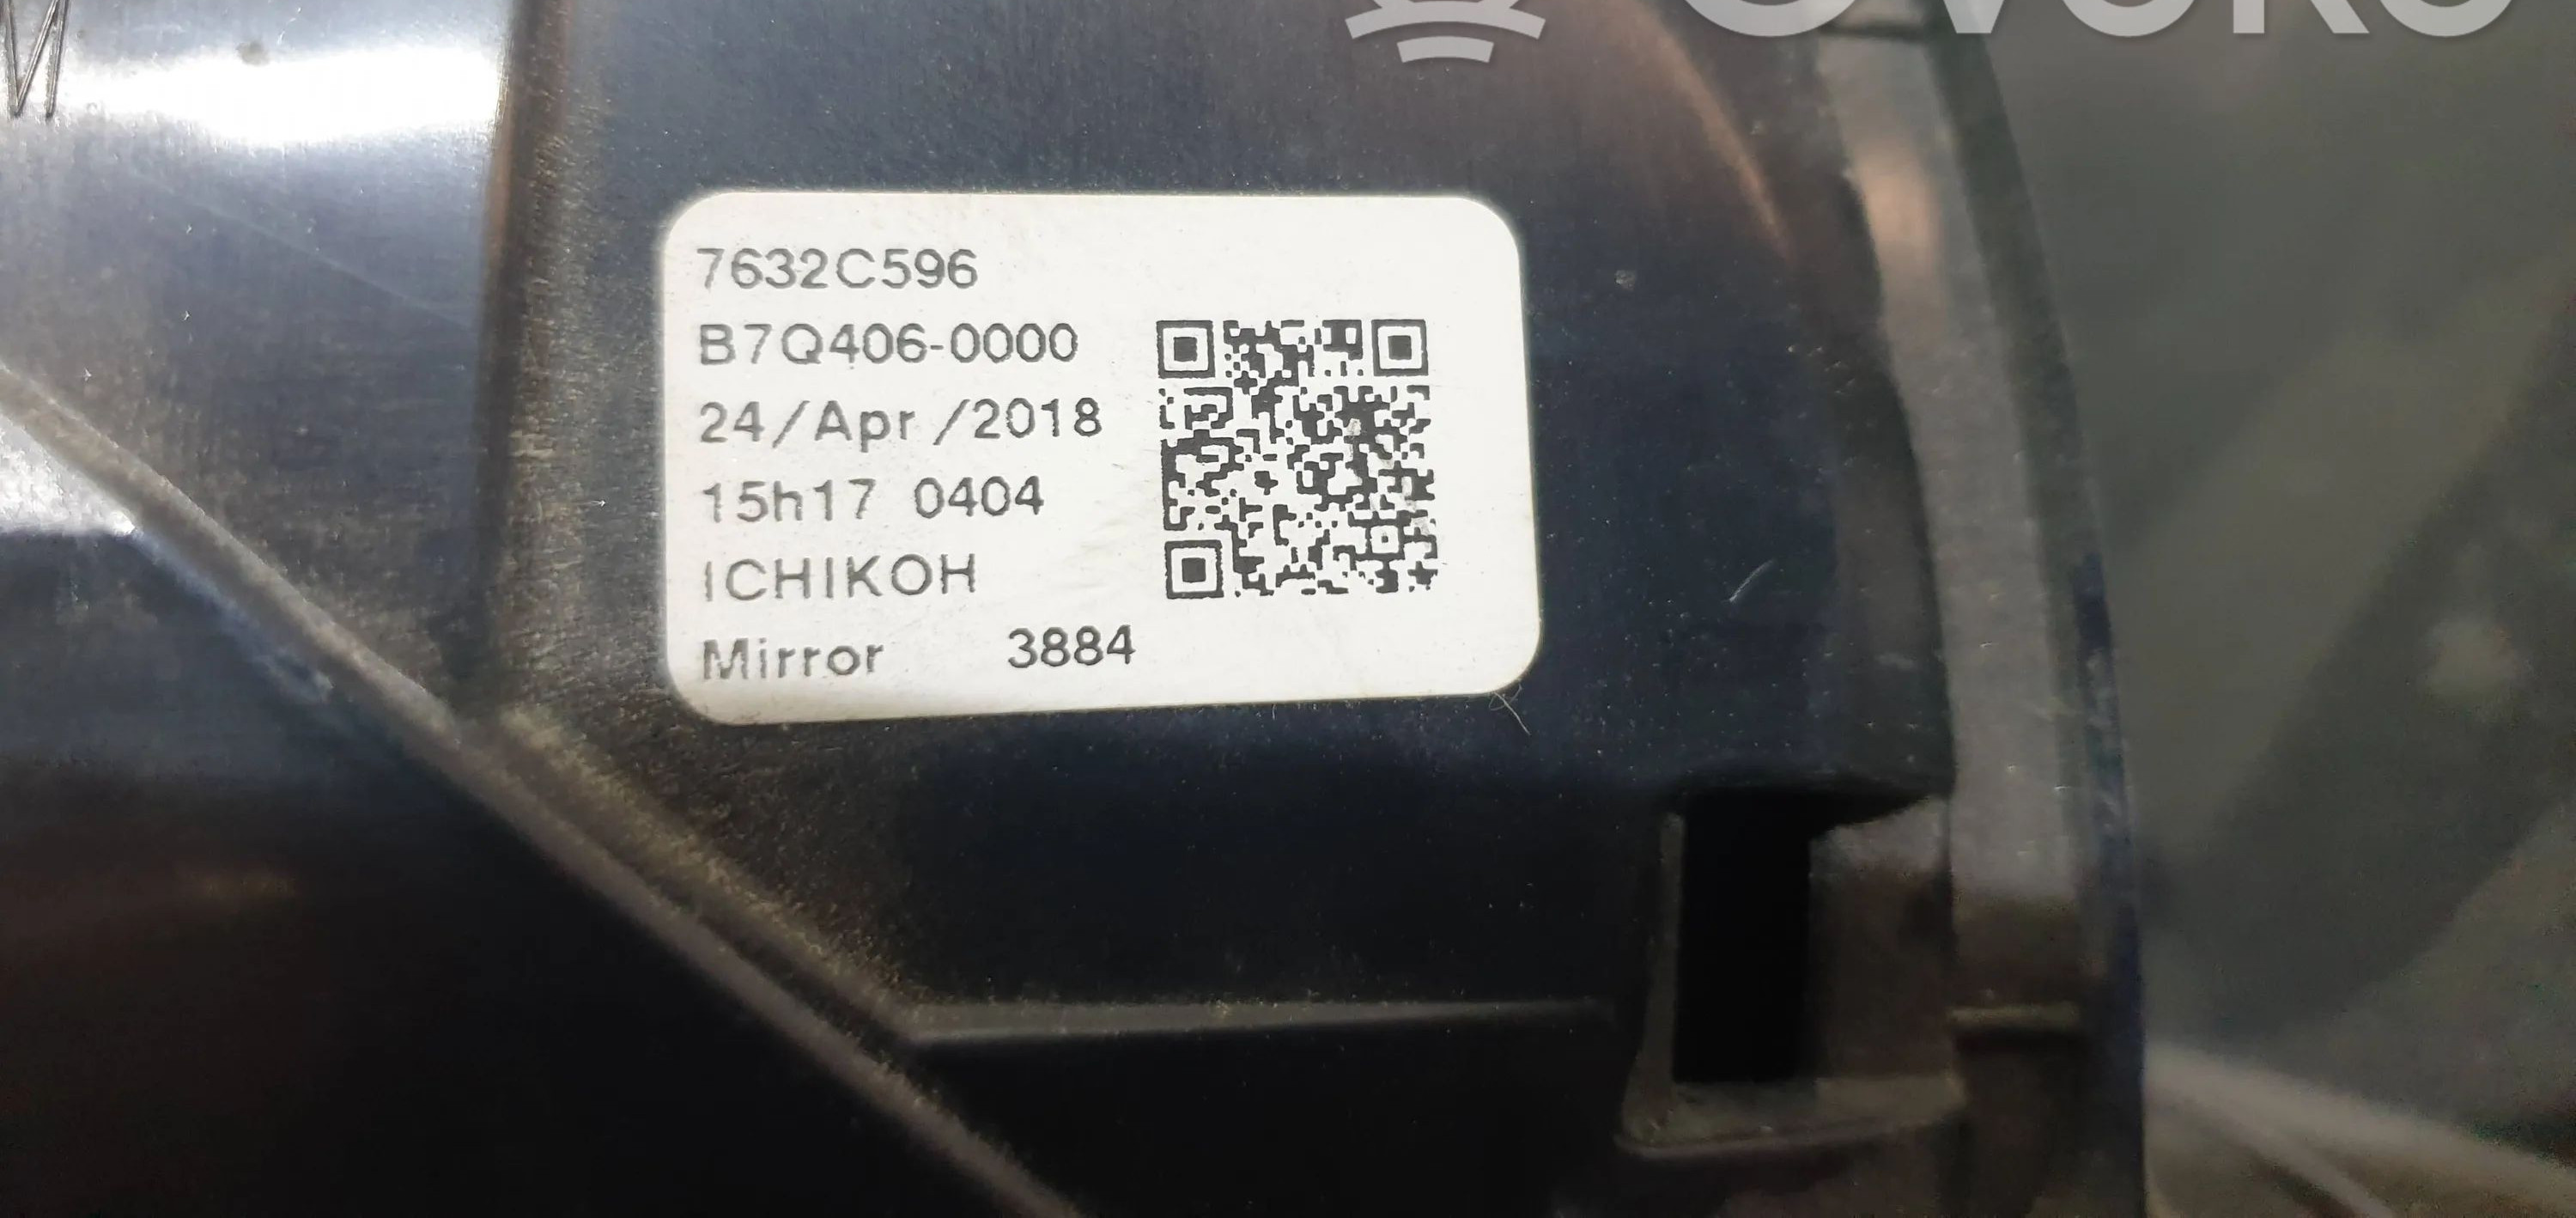 7632C596
B7Q406-0000
24/Apr/2018
15h17 0404
ICHIKOH
Mirror 3884